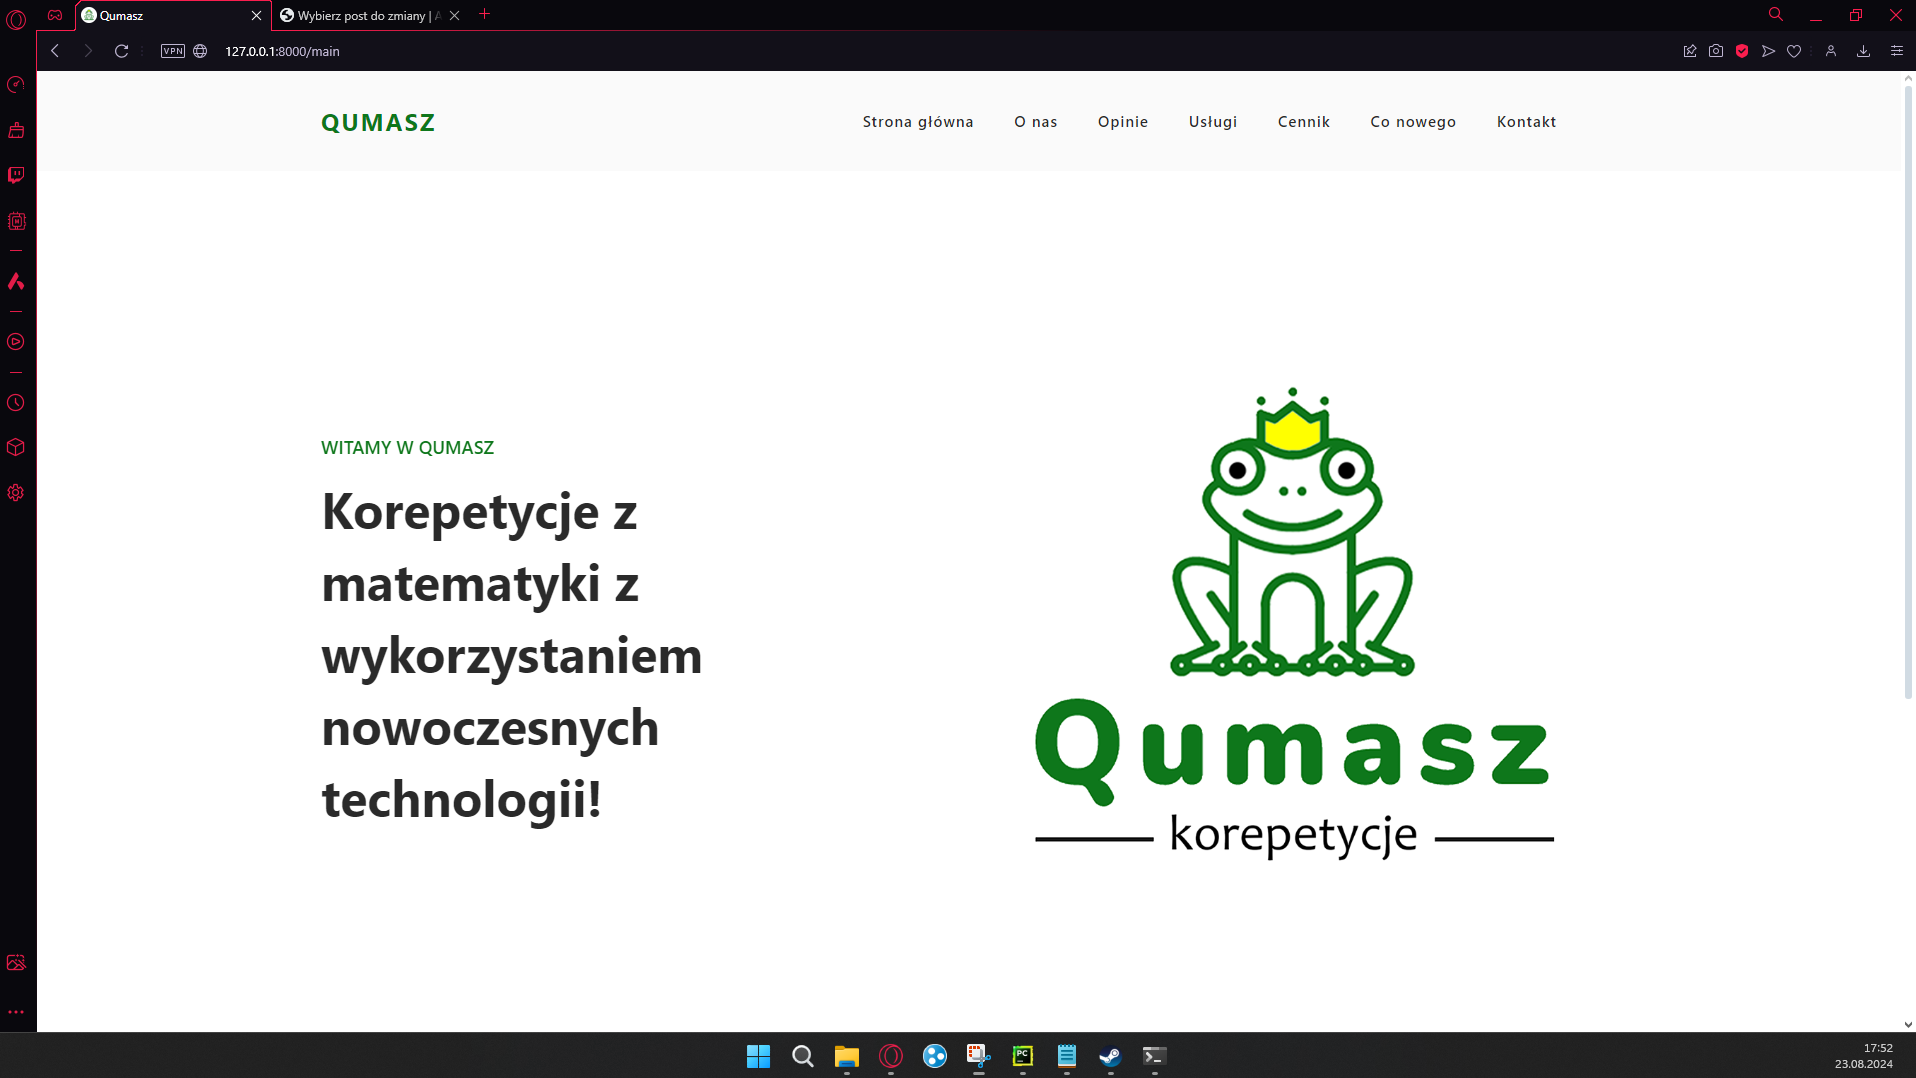 Qumasz
Wybierz post do zmiany | A
VPN
127.0.0.1:8000/main
QUMASZ
Strona główna
O nas
Opinie
Usługi
Cennik
Co nowego
Kontakt
WITAMY W QUMASZ
Korepetycje z
matematyki z
wykorzystaniem
nowoczesnych
technologii!
Qumasz
korepetycje
PC
17:52
23.08.2024